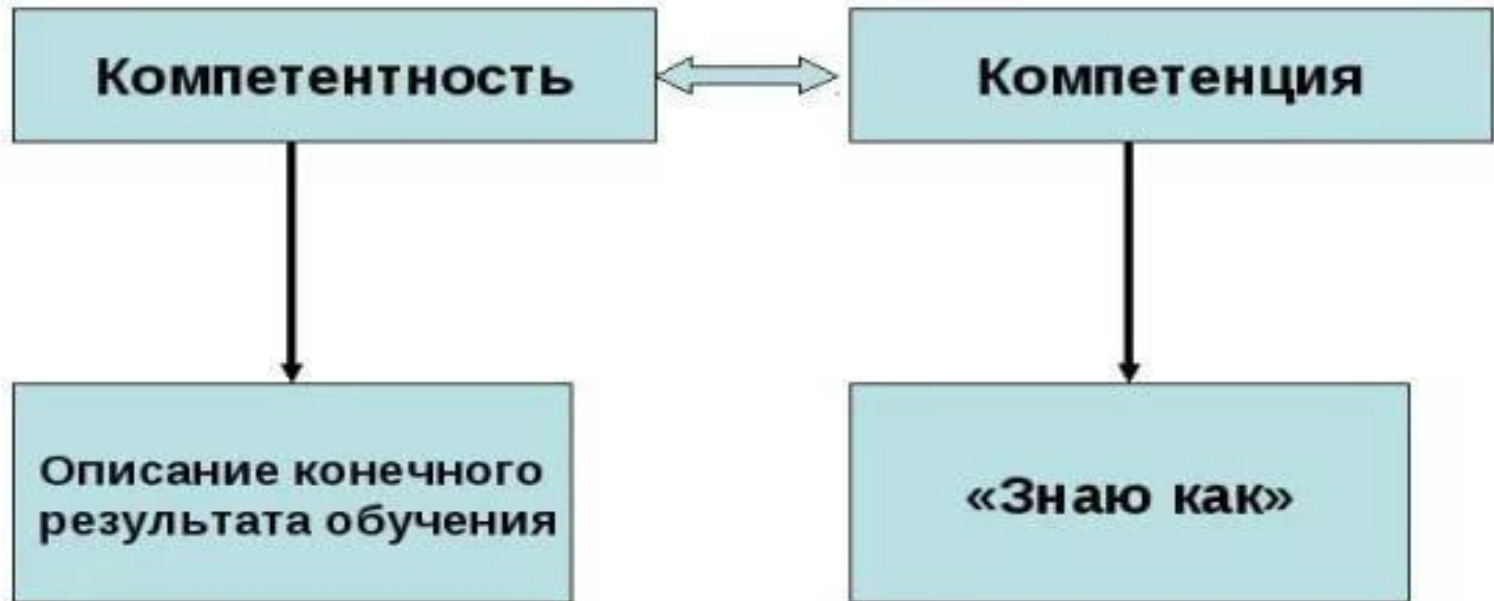 Компетентность
Компетенция
Описание конечного
результата обучения
«Знаю как»